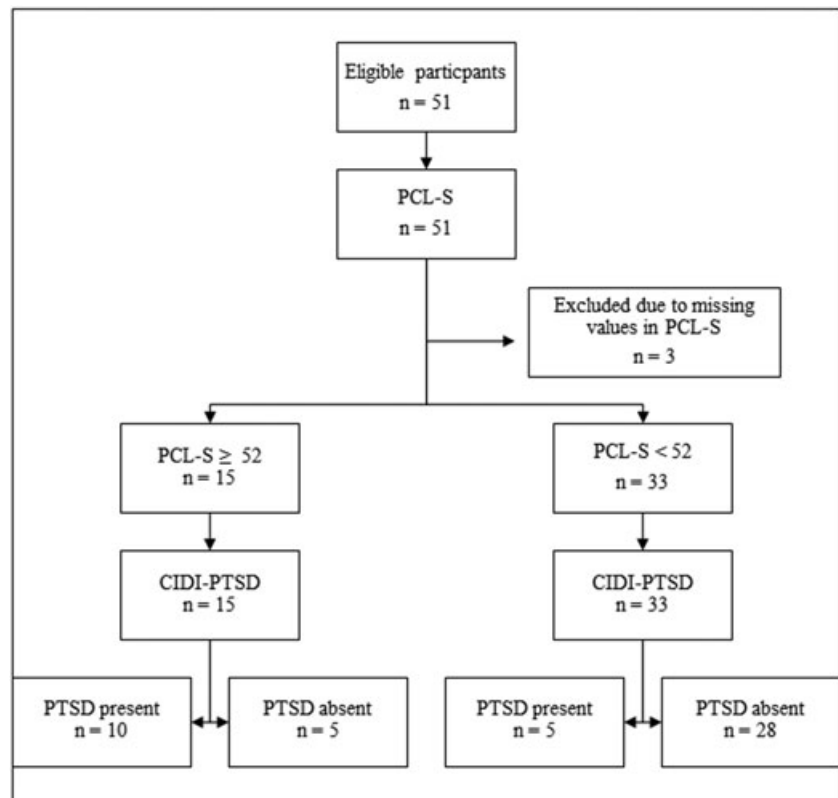 Eligible particpants
n = 51
PCL-S
n = 51
Excluded due to missing
values in PCL-S
n = 3
PCL-S ≥ 52
n = 15
PCL-S < 52
n = 33
CIDI-PTSD
n = 15
CIDI-PTSD
n = 33
PTSD present
n = 10
PTSD absent
n = 5
PTSD present
n = 5
PTSD absent
n = 28